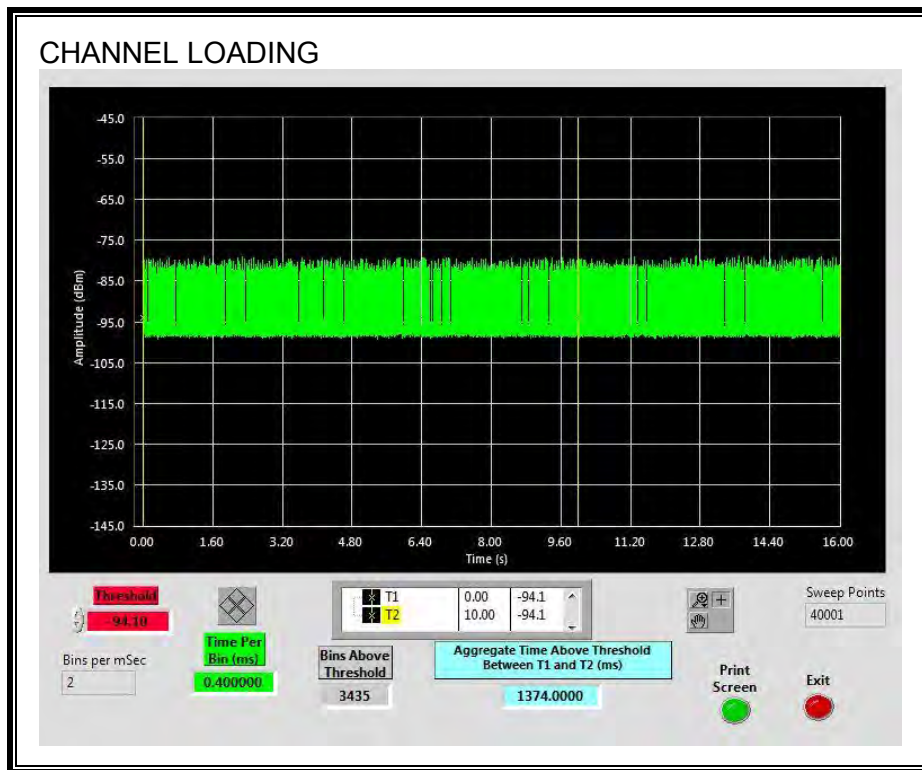 CHANNEL LOADING
-45.0
-55.0
-65.0
-75.0
-85.0
-95.0
-105.0
-115.0
-125.0
-135.0
-145.0
Amplitude (dBm)
0.00 1.60 3.20 4.80 6.40 8.00 9.60 11.20 12.80 14.40 16.00
Time (s)
Threshold
-94.10
Bins per mSec
2
Time Per
Bin (ms)
0.400000
T1 0.00 -94.1
T2 10.00 -94.1
Bins Above
Threshold
3435
Aggregate Time Above Threshold
Between T1 and T2 (ms)
1374.0000
Sweep Points
40001
Print
Screen
Exit